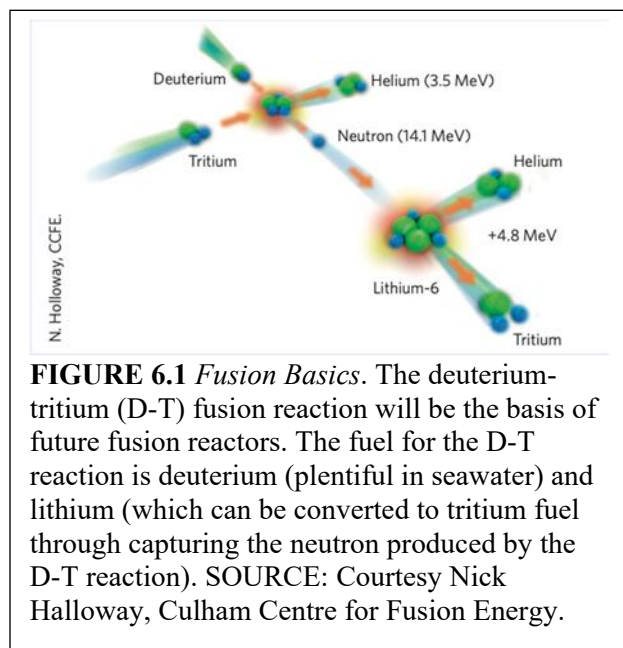 Deuterium
Helium (3.5 MeV)
Neutron (14.1 MeV)
Tritium
Helium
+4.8 MeV
Lithium-6
Tritium
N. Holloway, CCFE.
FIGURE 6.1 Fusion Basics. The deuterium-
tritium (D-T) fusion reaction will be the basis of
future fusion reactors. The fuel for the D-T
reaction is deuterium (plentiful in seawater) and
lithium (which can be converted to tritium fuel
through capturing the neutron produced by the
D-T reaction). SOURCE: Courtesy Nick
Halloway, Culham Centre for Fusion Energy.